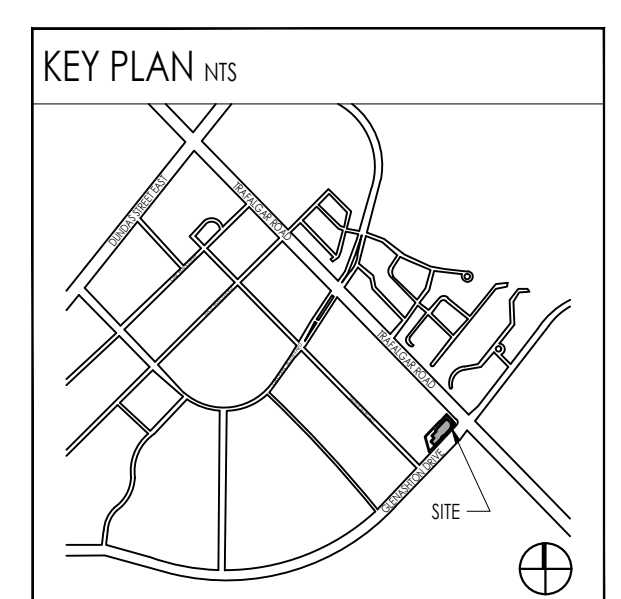 KEY PLAN NTS
DUNDAS STREET EAST
TRAFALGAR ROAD
TRAFALGAR ROAD
GLENASHTON DRIVE
SITE